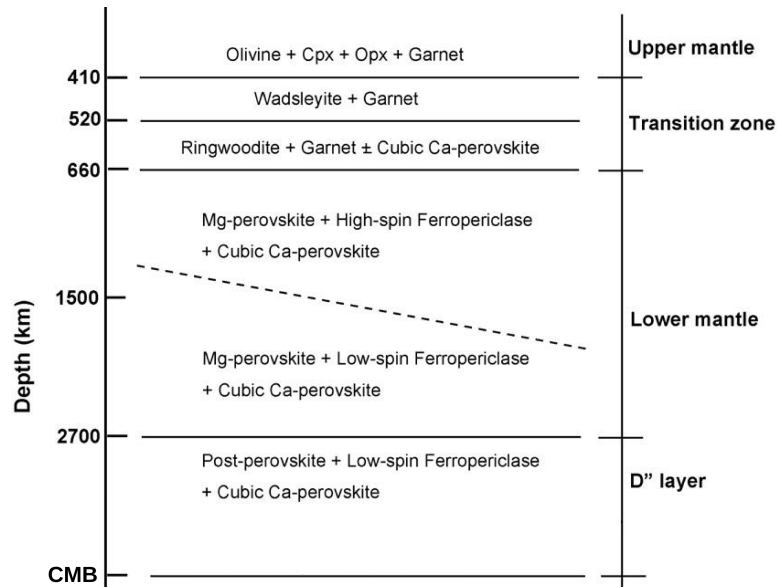 Olivine + Cpx + Opx + Garnet
Upper mantle
410
Wadsleyite + Garnet
520
Transition zone
Ringwoodite + Garnet ± Cubic Ca-perovskite
660
Mg-perovskite + High-spin Ferropericlase
+ Cubic Ca-perovskite
1500
Lower mantle
Depth (km)
Mg-perovskite + Low-spin Ferropericlase
+ Cubic Ca-perovskite
2700
Post-perovskite + Low-spin Ferropericlase
+ Cubic Ca-perovskite
D” layer
CMB